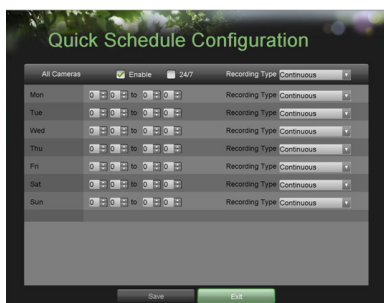 Quick Schedule Configuration
All Cameras Enable 24/7 Recording Type Continuous
Mon 0 0 to 0 0 Recording Type Continuous
Tue 0 0 to 0 0 Recording Type Continuous
Wed 0 0 to 0 0 Recording Type Continuous
Thu 0 0 to 0 0 Recording Type Continuous
Fri 0 0 to 0 0 Recording Type Continuous
Sat 0 0 to 0 0 Recording Type Continuous
Sun 0 0 to 0 0 Recording Type Continuous
Save Exit